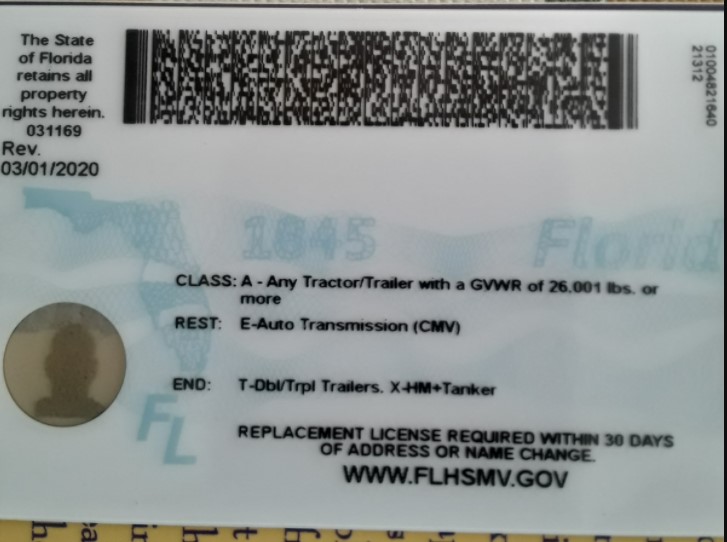 The State
of Florida
retains all
property
rights herein.
031169
Rev.
03/01/2020
01004821640
21312
1845 Florid
CLASS: A - Any Tractor/Trailer with a GVWR of 26.001 lbs. or
more
REST: E-Auto Transmission (CMV)
END: T-Dbl/Trpl Trailers. X-HM+Tanker
FL
REPLACEMENT LICENSE REQUIRED WITHIN 30 DAYS
OF ADDRESS OR NAME CHANGE.
WWW.FLHSMV.GOV